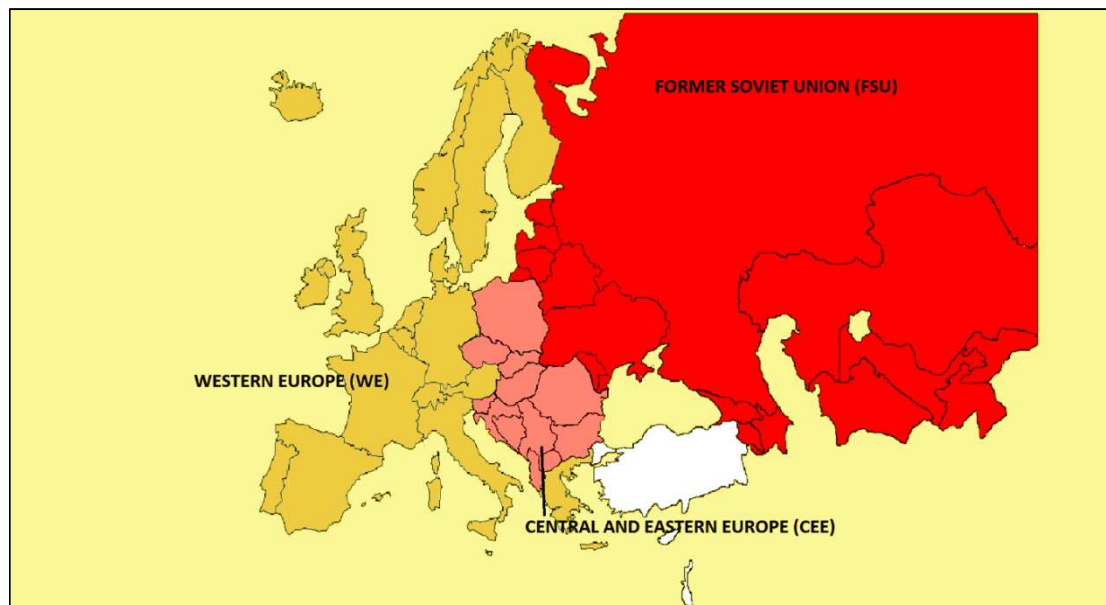 FORMER SOVIET UNION (FSU)
WESTERN EUROPE (WE)
CENTRAL AND EASTERN EUROPE (CEE)